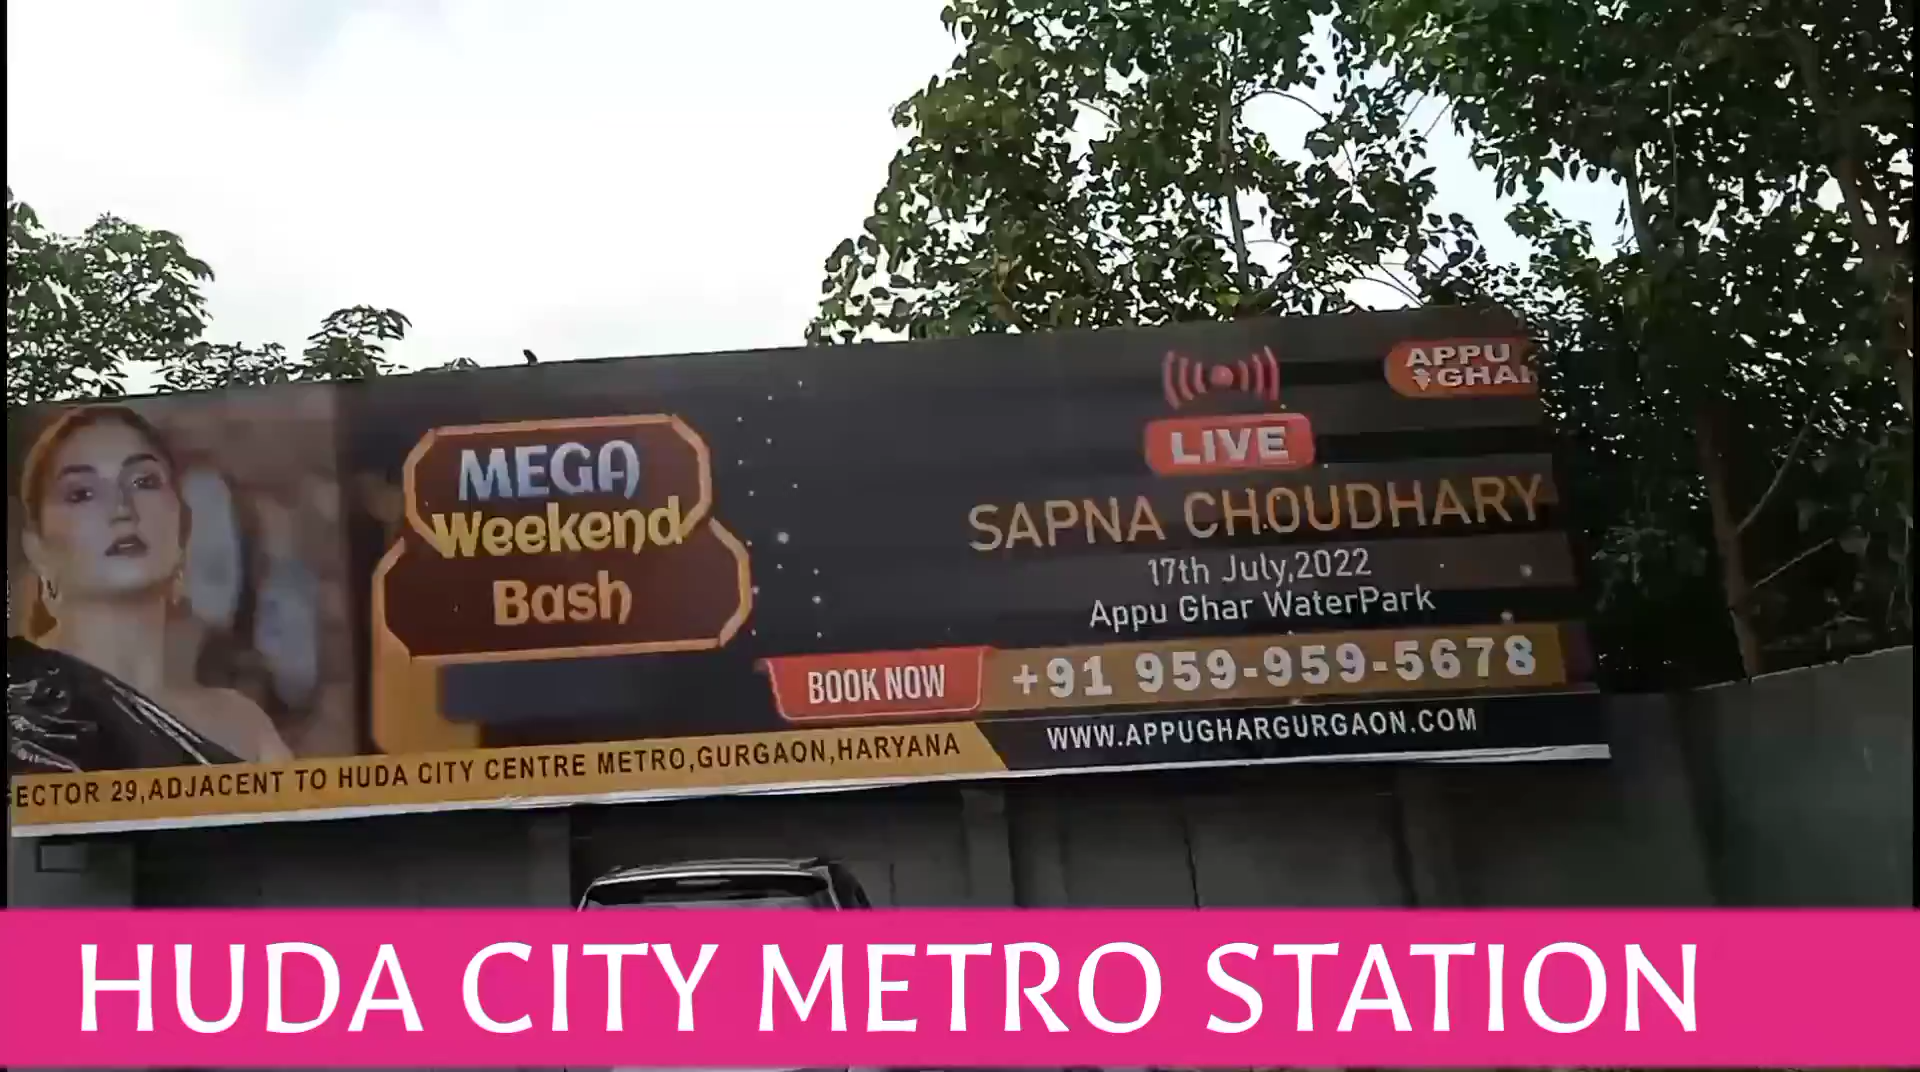 APPU
GHAR
LIVE
MEGA
Weekend
Bash
SAPNA CHOUDHARY
17th July,2022
Appu Ghar WaterPark
BOOK NOW
+91 959-959-5678
WWW.APPUGHARGURGAON.COM
SECTOR 29,ADJACENT TO HUDA CITY CENTRE METRO,GURGAON,HARYANA
HUDA CITY METRO STATION